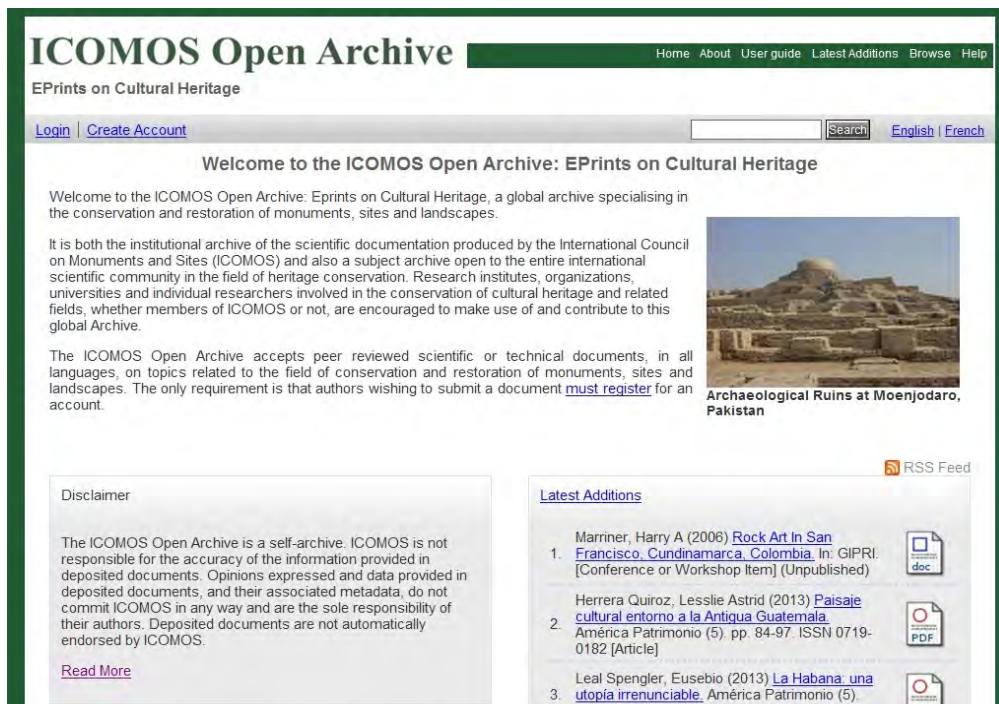 ICOMOS Open Archive
Home About User guide Latest Additions Browse Help
EPrints on Cultural Heritage
Login | Create Account
Search
English | French
Welcome to the ICOMOS Open Archive: EPrints on Cultural Heritage
Welcome to the ICOMOS Open Archive: Eprints on Cultural Heritage, a global archive specialising in
the conservation and restoration of monuments, sites and landscapes.
It is both the institutional archive of the scientific documentation produced by the International Council
on Monuments and Sites (ICOMOS) and also a subject archive open to the entire international
scientific community in the field of heritage conservation. Research institutes, organizations,
universities and individual researchers involved in the conservation of cultural heritage and related
fields, whether members of ICOMOS or not, are encouraged to make use of and contribute to this
global Archive.
The ICOMOS Open Archive accepts peer reviewed scientific or technical documents, in all
languages, on topics related to the field of conservation and restoration of monuments, sites and
landscapes. The only requirement is that authors wishing to submit a document must register for an
account.
Archaeological Ruins at Moenjodaro,
Pakistan
RSS Feed
Disclaimer
The ICOMOS Open Archive is a self-archive. ICOMOS is not
responsible for the accuracy of the information provided in
deposited documents. Opinions expressed and data provided in
deposited documents, and their associated metadata, do not
commit ICOMOS in any way and are the sole responsibility of
their authors. Deposited documents are not automatically
endorsed by ICOMOS.
Read More
Latest Additions
Marriner, Harry A (2006) Rock Art In San
1. Francisco, Cundinamarca, Colombia. In: GIPRI.
[Conference or Workshop Item] (Unpublished)
doc
Herrera Quiroz, Lesslie Astrid (2013) Paisaje
2. cultural entorno a la Antigua Guatemala.
América Patrimonio (5). pp. 84-97. ISSN 0719-
0182 [Article]
PDF
Leal Spengler, Eusebio (2013) La Habana: una
3. utopía irrenunciable. América Patrimonio (5).